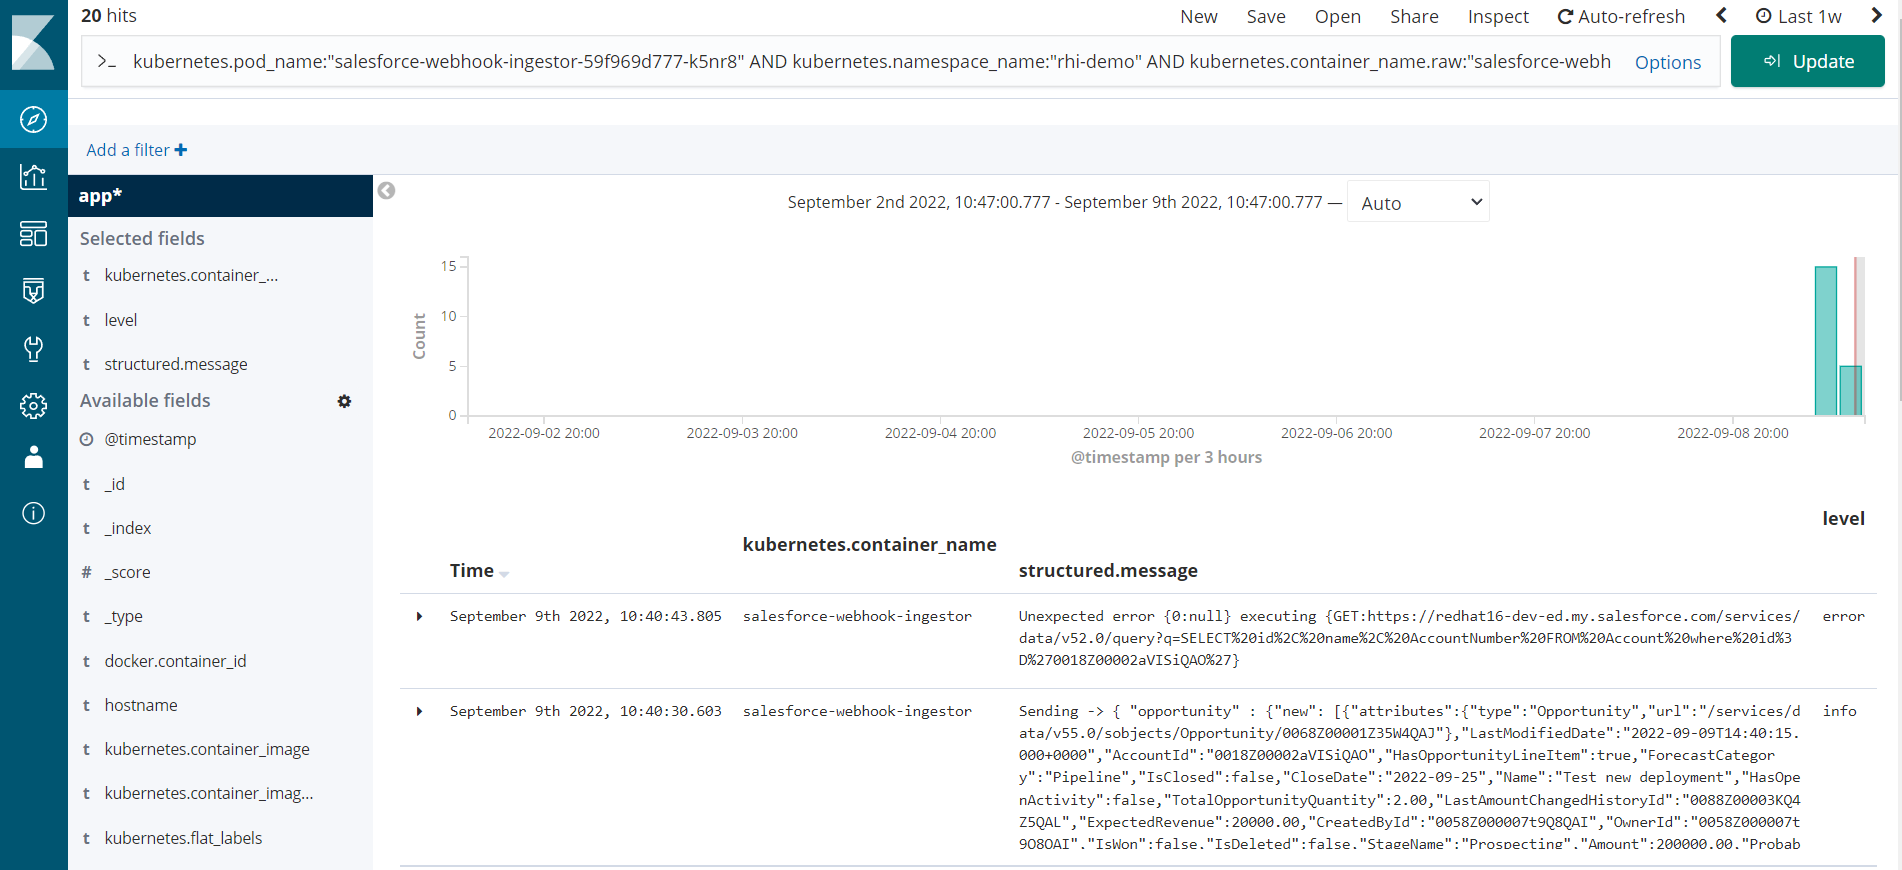 20 hits
New Save Open Share Inspect Auto-refresh Last 1w
>_ kubernetes.pod_name:"salesforce-webhook-ingestor-59f969d777-k5nr8" AND kubernetes.namespace_name:"rhi-demo" AND kubernetes.container_name.raw:"salesforce-webh Options Update
Add a filter +
app*
September 2nd 2022, 10:47:00.777 - September 9th 2022, 10:47:00.777 — Auto
Selected fields
t kubernetes.container_...
t level
t structured.message
Available fields
@timestamp
t _id
t _index
# _score
t _type
t docker.container_id
t hostname
t kubernetes.container_image
t kubernetes.container_imag...
t kubernetes.flat_labels
Count
15
10
5
0
2022-09-02 20:00 2022-09-03 20:00 2022-09-04 20:00 2022-09-05 20:00 2022-09-06 20:00 2022-09-07 20:00 2022-09-08 20:00
@timestamp per 3 hours
Time kubernetes.container_name structured.message level
September 9th 2022, 10:40:43.805 salesforce-webhook-ingestor Unexpected error {0:null} executing {GET:https://redhat16-dev-ed.my.salesforce.com/services/ error
data/v52.0/query?q=SELECT%20id%2C%20name%2C%20AccountNumber%20FROM%20Account%20where%20id%3
D%270018Z00002aVISiQAO%27}
September 9th 2022, 10:40:30.603 salesforce-webhook-ingestor Sending -> { "opportunity" : {"new": [{"attributes":{"type":"Opportunity","url":"/services/d info
ata/v55.0/sobjects/Opportunity/0068Z00001Z35W4QAJ"},"LastModifiedDate":"2022-09-09T14:40:15.
000+0000","AccountId":"0018Z00002aVISiQAO","HasOpportunityLineItem":true,"ForecastCategor
y":"Pipeline","IsClosed":false,"CloseDate":"2022-09-25","Name":"Test new deployment","HasOpe
nActivity":false,"TotalOpportunityQuantity":2.00,"LastAmountChangedHistoryId":"0088Z00003KQ4
Z5QAL","ExpectedRevenue":20000.00,"CreatedById":"0058Z000007t9Q8QAI","OwnerId":"0058Z000007t
9Q8QAI","IsWon":false,"IsDeleted":false,"StageName":"Prospecting","Amount":200000.00,"Probab